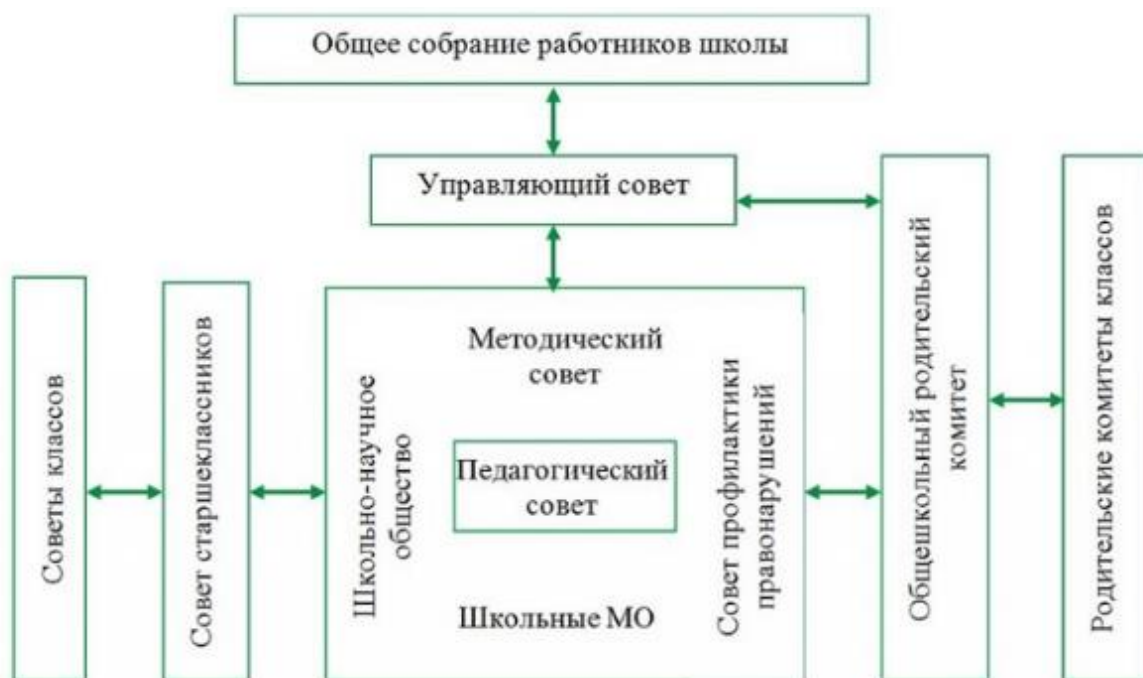 Общее собрание работников школы
Управляющий совет
Советы классов
Совет старшеклассников
Школьно-научное
общество
Методический
совет
Педагогический
совет
Школьные МО
Совет профилактики
правонарушений
Общешкольный родительский
комитет
Родительские комитеты классов